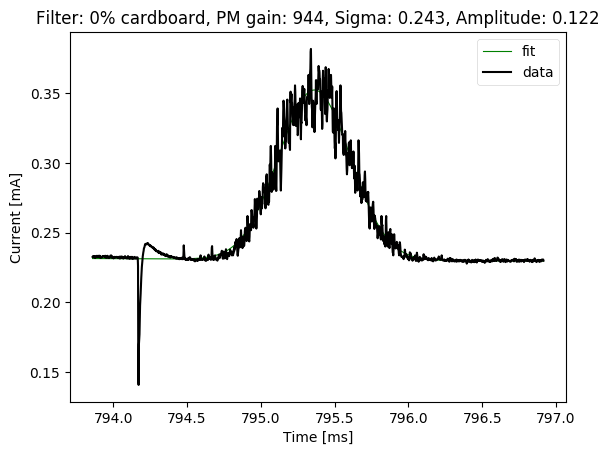 Filter: 0% cardboard, PM gain: 944, Sigma: 0.243, Amplitude: 0.122
fit
data
0.35
0.30
0.25
0.20
0.15
Current [mA]
794.0 794.5 795.0 795.5 796.0 796.5 797.0
Time [ms]